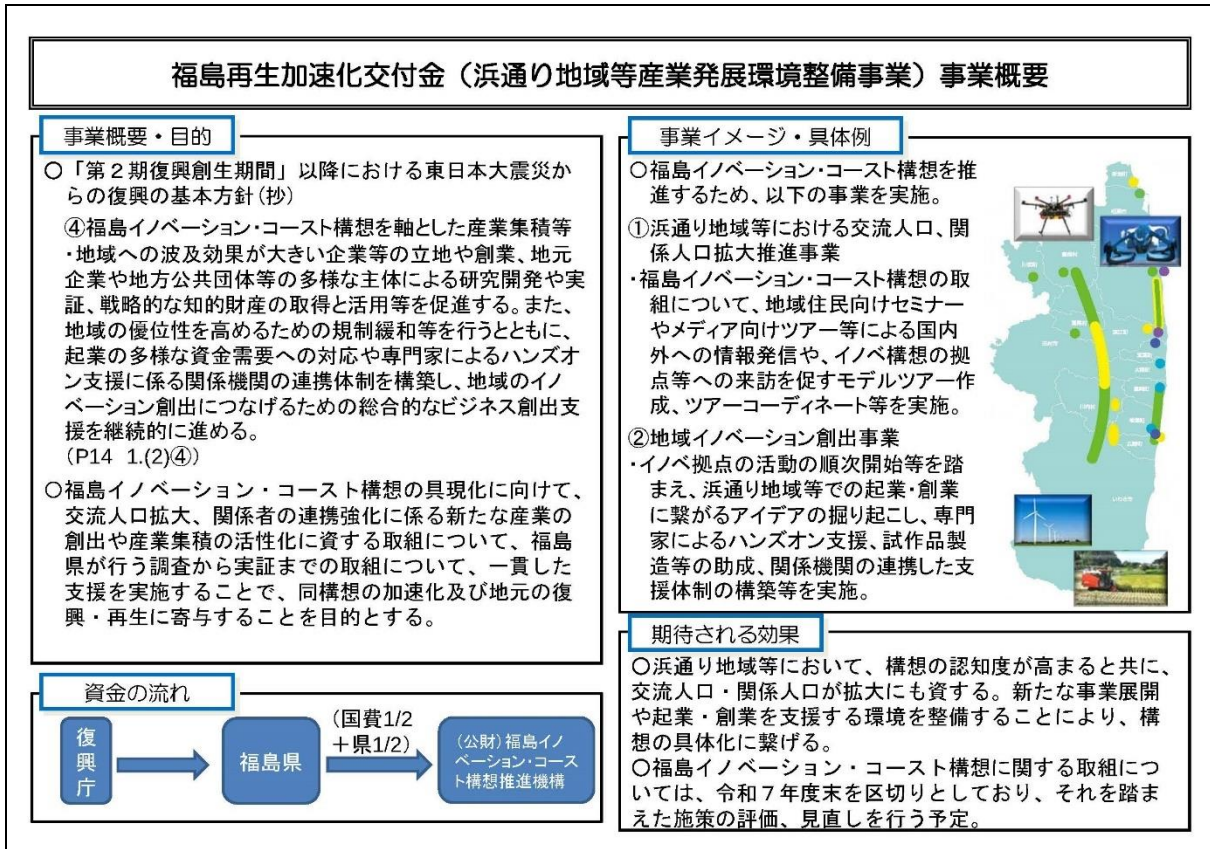 福島再生加速化交付金（浜通り地域等産業発展環境整備事業）事業概要
事業概要・目的
○「第２期復興創生期間」以降における東日本大震災か
らの復興の基本方針(抄)
④福島イノベーション・コースト構想を軸とした産業集積等
・地域への波及効果が大きい企業等の立地や創業、地元
企業や地方公共団体等の多様な主体による研究開発や実
証、戦略的な知的財産の取得と活用等を促進する。また、
地域の優位性を高めるための規制緩和等を行うとともに、
起業の多様な資金需要への対応や専門家によるハンズオ
ン支援に係る関係機関の連携体制を構築し、地域のイノ
ベーション創出につなげるための総合的なビジネス創出支
援を継続的に進める。
(P14 1.(2)④)
○福島イノベーション・コースト構想の具現化に向けて、
交流人口拡大、関係者の連携強化に係る新たな産業の
創出や産業集積の活性化に資する取組について、福島
県が行う調査から実証までの取組について、一貫した
支援を実施することで、同構想の加速化及び地元の復
興・再生に寄与することを目的とする。
資金の流れ
復興庁
福島県
(国費1/2
＋県1/2)
(公財)福島イノ
ベーション・コース
ト構想推進機構
事業イメージ・具体例
○福島イノベーション・コースト構想を推
進するため、以下の事業を実施。
①浜通り地域等における交流人口、関
係人口拡大推進事業
・福島イノベーション・コースト構想の取
組について、地域住民向けセミナー
やメディア向けツアー等による国内
外への情報発信や、イノベ構想の拠
点等への来訪を促すモデルツアー作
成、ツアーコーディネート等を実施。
②地域イノベーション創出事業
・イノベ拠点の活動の順次開始等を踏
まえ、浜通り地域等での起業・創業
に繋がるアイデアの掘り起こし、専門
家によるハンズオン支援、試作品製
造等の助成、関係機関の連携した支
援体制の構築等を実施。
期待される効果
○浜通り地域等において、構想の認知度が高まると共に、
交流人口・関係人口が拡大にも資する。新たな事業展開
や起業・創業を支援する環境を整備することにより、構
想の具体化に繋げる。
○福島イノベーション・コースト構想に関する取組につ
いては、令和７年度末を区切りとしており、それを踏ま
えた施策の評価、見直しを行う予定。